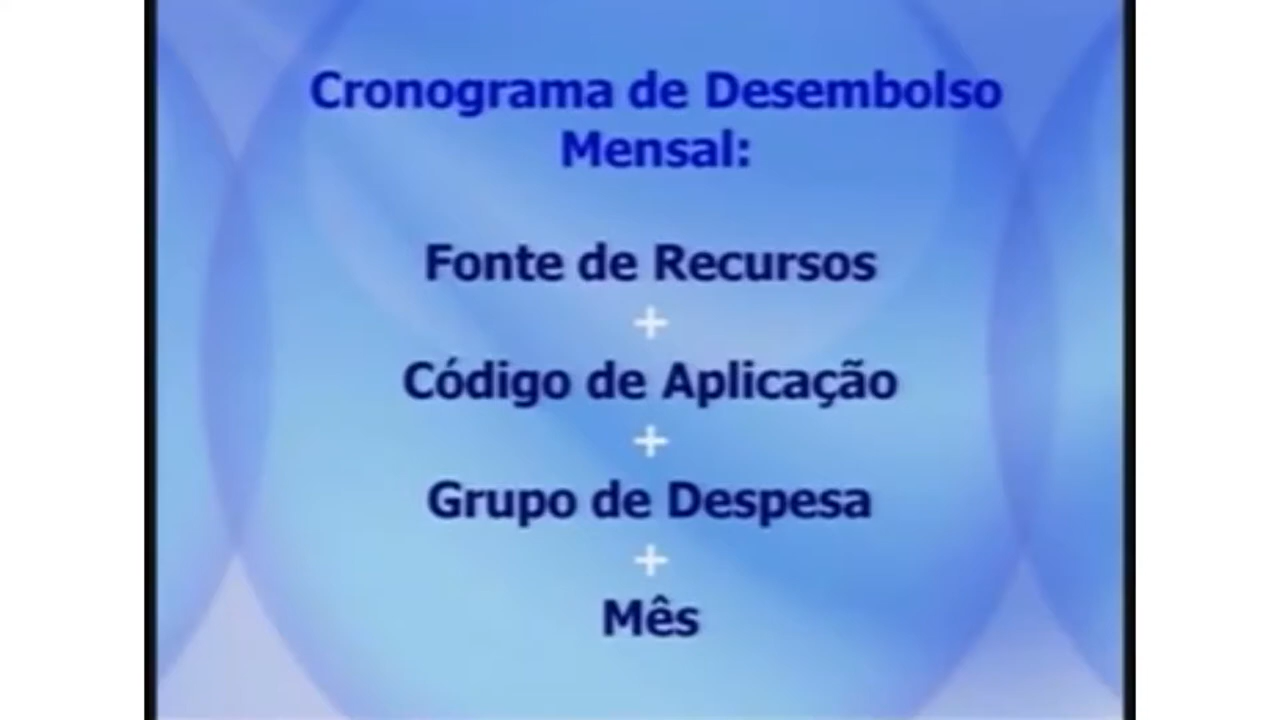 Cronograma de Desembolso
Mensal:
Fonte de Recursos
+
Código de Aplicação
+
Grupo de Despesa
+
Mês